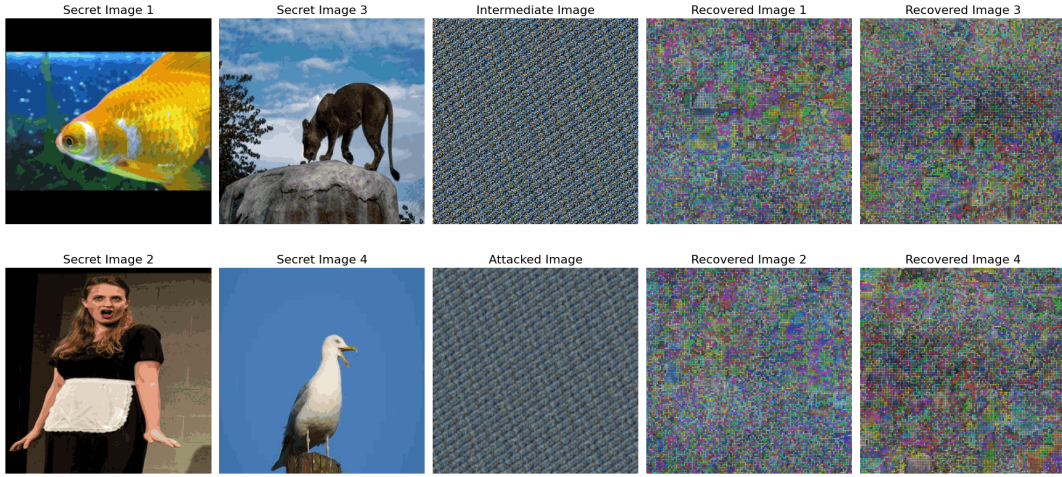 Secret Image 1
Secret Image 3
Intermediate Image
Recovered Image 1
Recovered Image 3
Secret Image 2
Secret Image 4
Attacked Image
Recovered Image 2
Recovered Image 4